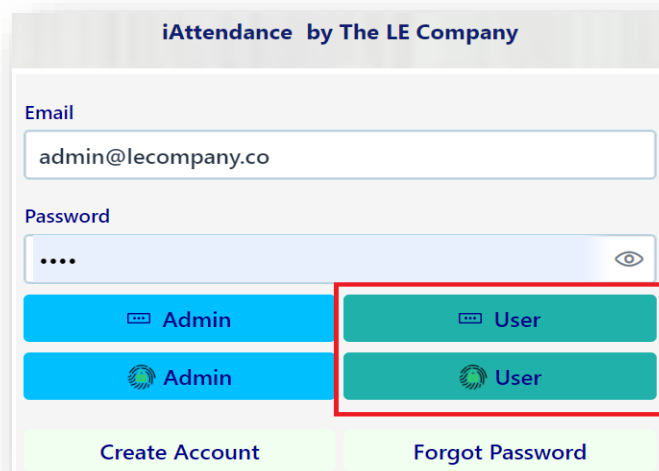 iAttendance by The LE Company
Email
admin@lecompany.co
Password
••••
Admin
User
Admin
User
Create Account
Forgot Password